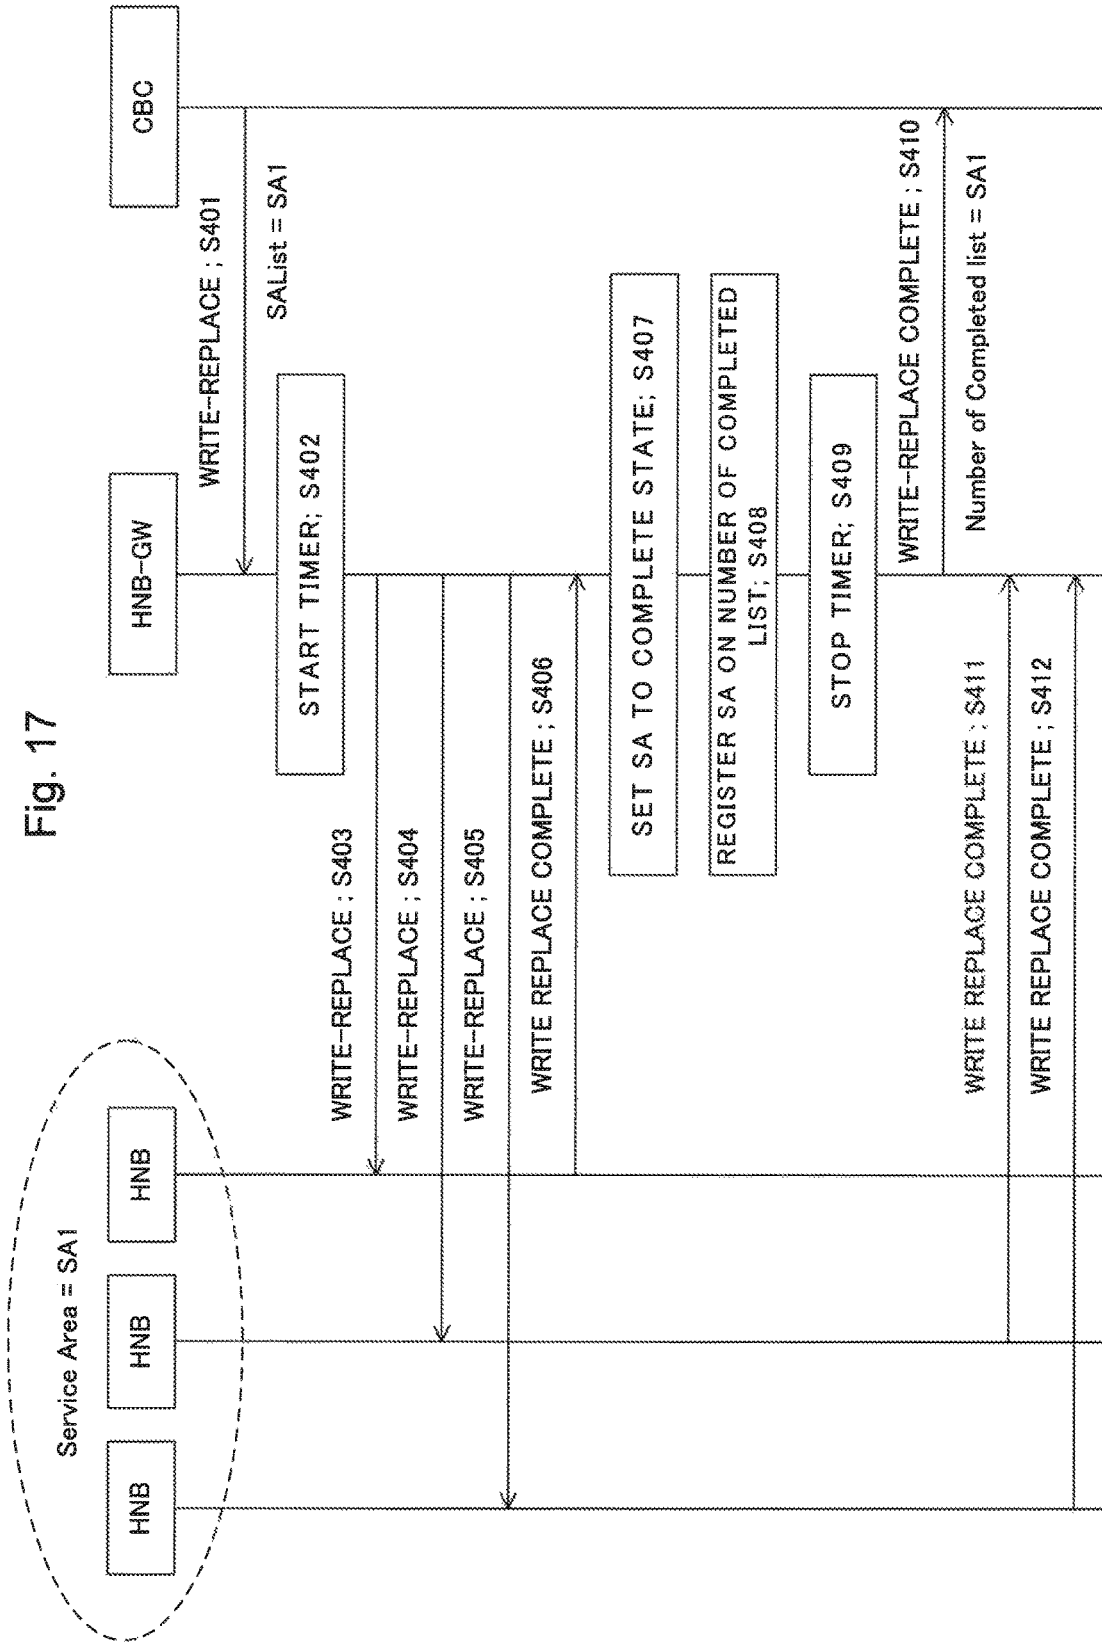 Fig. 17
Service Area = SA1
HNB
HNB
HNB
HNB-GW
CBC
WRITE-REPLACE ; S401
SAList = SA1
START TIMER; S402
WRITE-REPLACE ; S403
WRITE-REPLACE ; S404
WRITE-REPLACE ; S405
WRITE REPLACE COMPLETE ; S406
SET SA TO COMPLETE STATE; S407
REGISTER SA ON NUMBER OF COMPLETED
LIST; S408
STOP TIMER; S409
WRITE-REPLACE COMPLETE ; S410
Number of Completed list = SA1
WRITE REPLACE COMPLETE ; S411
WRITE REPLACE COMPLETE ; S412